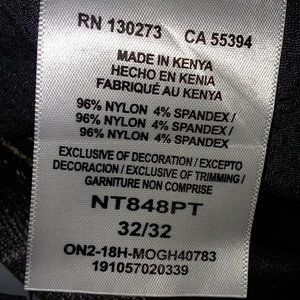 RN 130273 CA 55394
MADE IN KENYA
HECHO EN KENIA
FABRIQUÉ AU KENYA
96% NYLON 4% SPANDEX/
96% NYLON 4% SPANDEX /
96% NYLON 4% SPANDEX
EXCLUSIVE OF DECORATION / EXCEPTO
DECORACION / EXCLUSIVE OF TRIMMING /
GARNITURE NON COMPRISE
NT848PT
32/32
ON2-18H-MOGH40783
191057020339